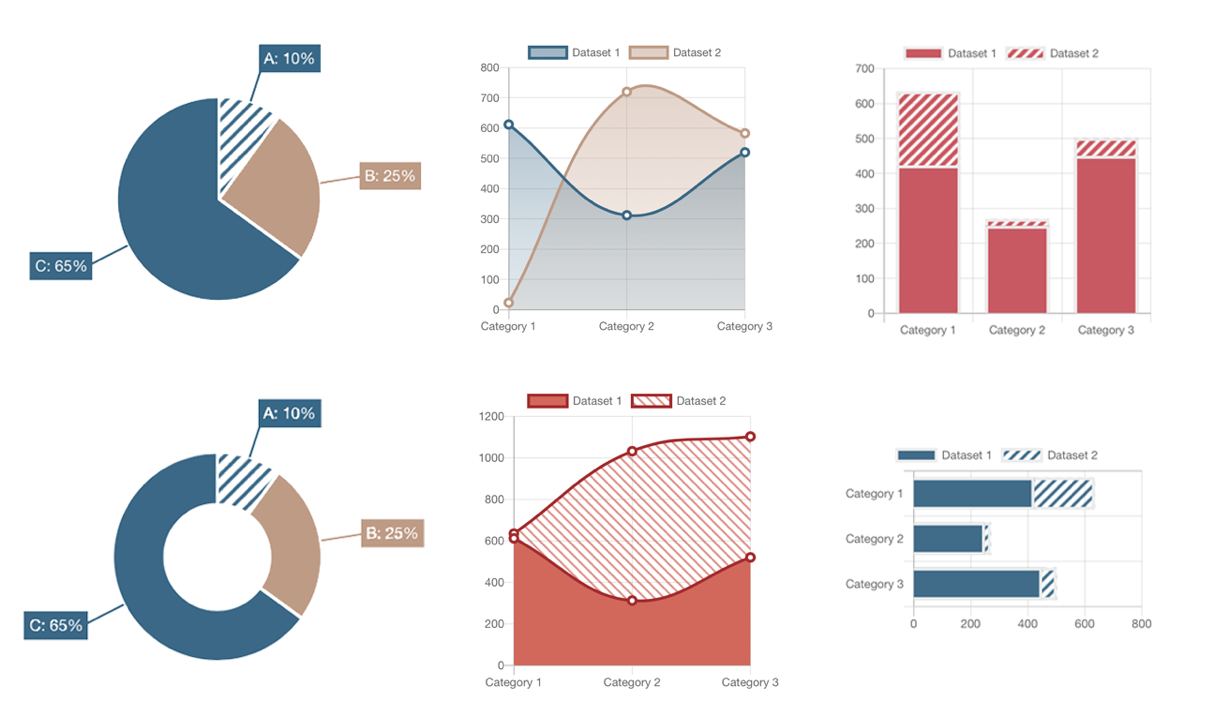 A: 10%
B: 25%
C: 65%
Dataset 1 Dataset 2
800
700
600
500
400
300
200
100
0
Category 1 Category 2 Category 3
Dataset 1 Dataset 2
700
600
500
400
300
200
100
0
Category 1 Category 2 Category 3
A: 10%
B: 25%
C: 65%
Dataset 1 Dataset 2
1200
1000
800
600
400
200
0
Category 1 Category 2 Category 3
Dataset 1 Dataset 2
Category 1
Category 2
Category 3
0 200 400 600 800